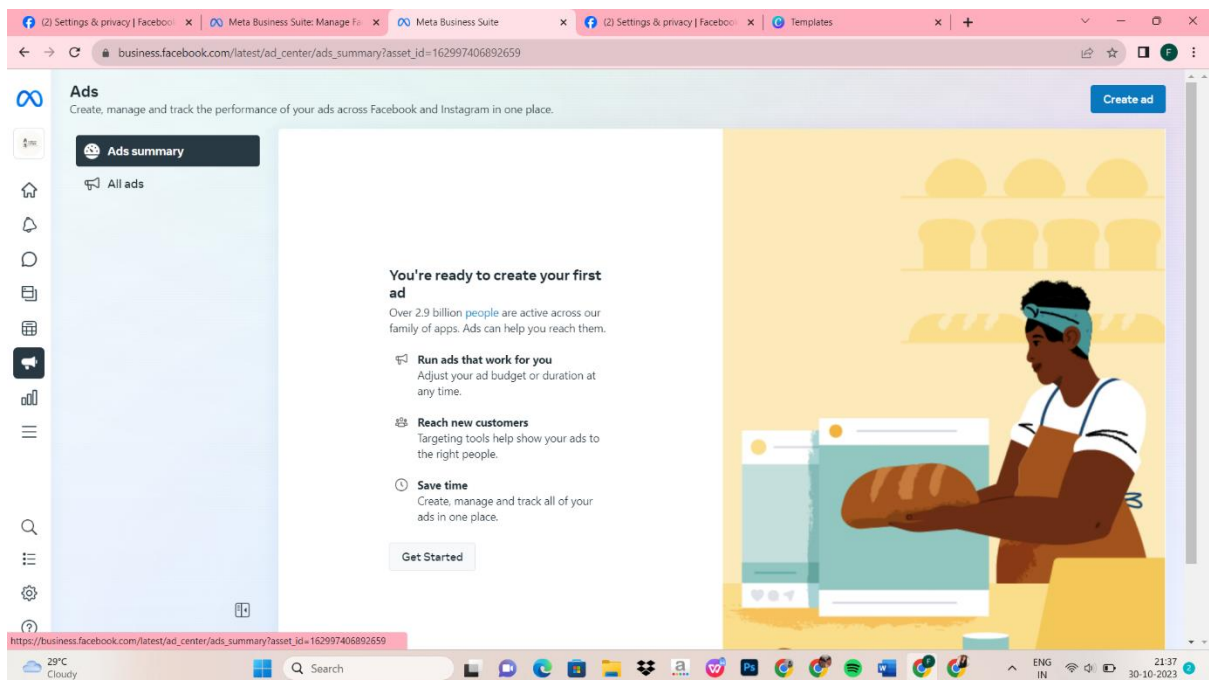 (2) Settings & privacy | Facebook
Meta Business Suite: Manage Fa
Meta Business Suite
(2) Settings & privacy | Facebook
Templates
business.facebook.com/latest/ad_center/ads_summary?asset_id=162997406892659
F
Ads
Create, manage and track the performance of your ads across Facebook and Instagram in one place.
Create ad
Ads summary
All ads
You're ready to create your first
ad
Over 2.9 billion people are active across our
family of apps. Ads can help you reach them.
Run ads that work for you
Adjust your ad budget or duration at
any time.
Reach new customers
Targeting tools help show your ads to
the right people.
Save time
Create, manage and track all of your
ads in one place.
Get Started
https://business.facebook.com/latest/ad_center/ads_summary?asset_id=162997406892659
29°C
Cloudy
Search
a
Ps
ENG
IN
21:37
30-10-2023
2